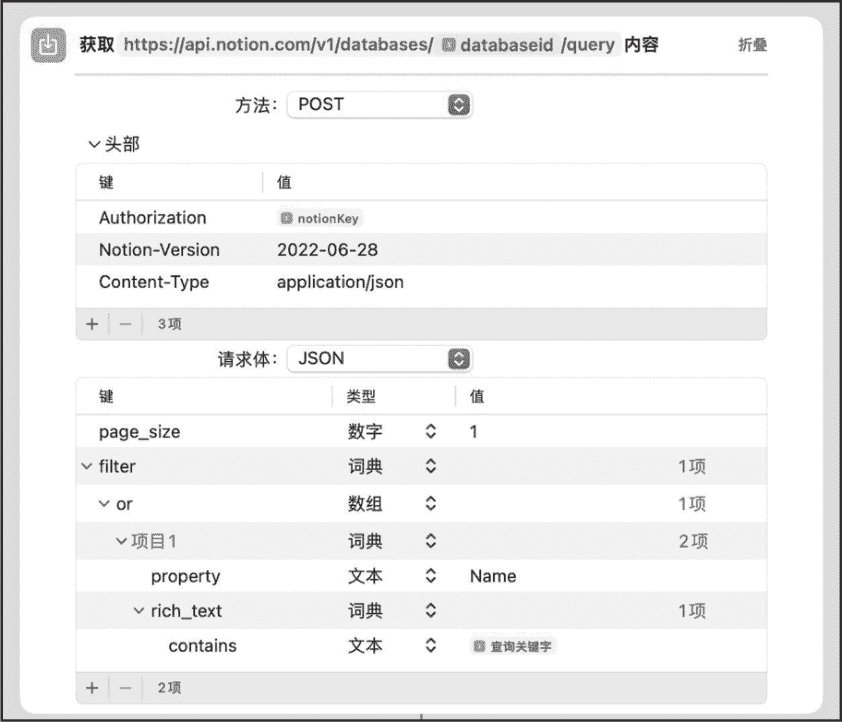 获取 https://api.notion.com/v1/databases/ databaseid /query 内容 折叠
方法: POST
头部
键 值
Authorization notionKey
Notion-Version 2022-06-28
Content-Type application/json
+ − 3项
请求体: JSON
键 类型 值
page_size 数字 1
filter 词典 1项
or 数组 1项
项目1 词典 2项
property 文本 Name
rich_text 词典 1项
contains 文本 查询关键字
+ − 2项